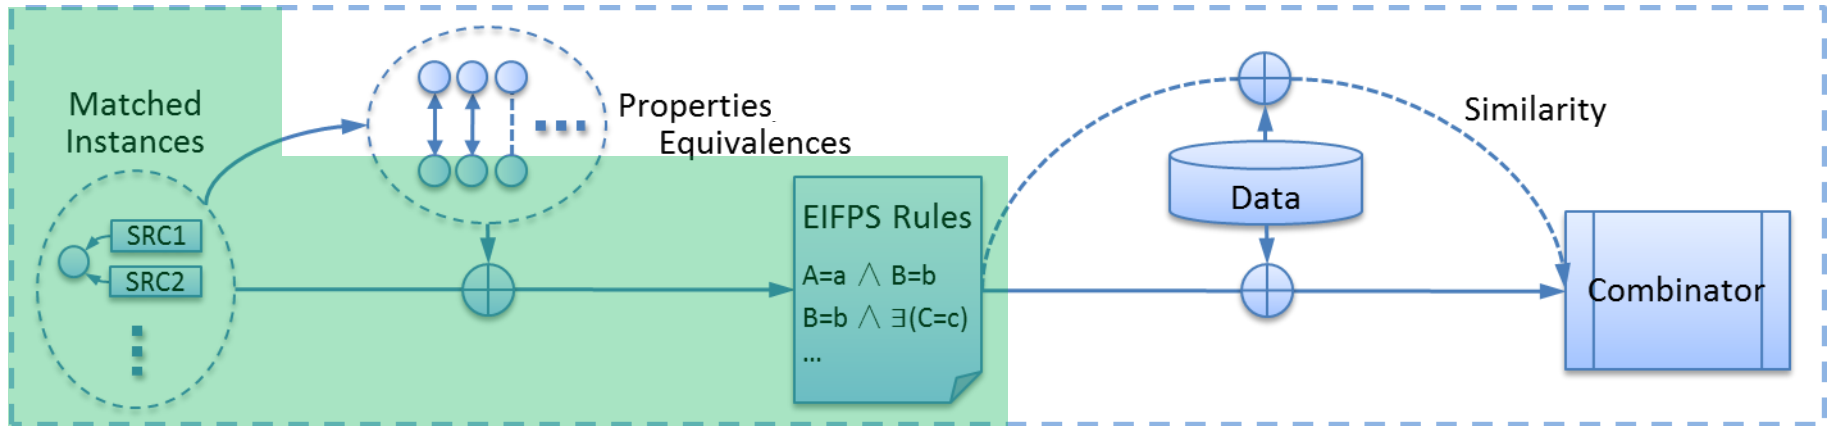 Matched
Instances
SRC1
SRC2
Properties
Equivalences
EIFPS Rules
A=a ∧ B=b
B=b ∧ ∃(C=c)
...
Data
Similarity
Combinator